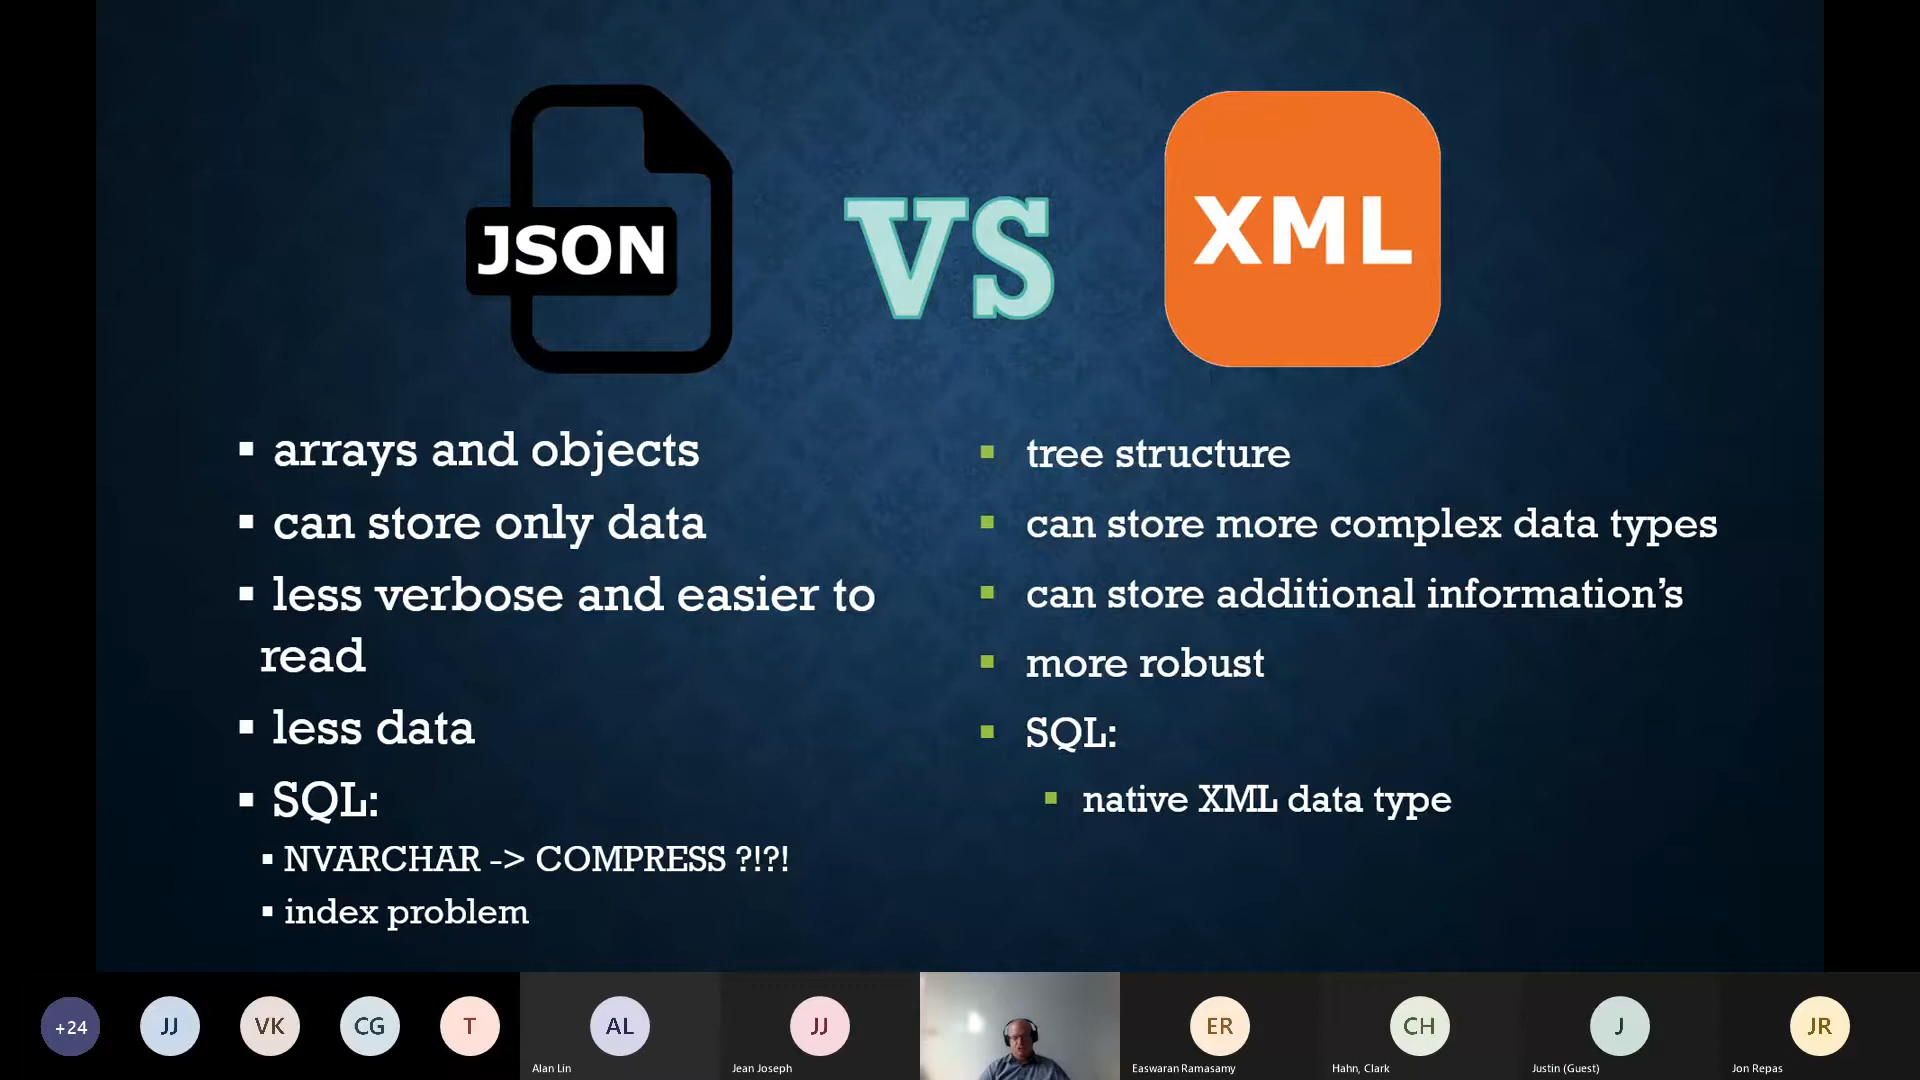 JSON
VS
XML
▪ arrays and objects
▪ can store only data
▪ less verbose and easier to
read
▪ less data
▪ SQL:
▪ NVARCHAR -> COMPRESS ?!?!
▪ index problem
▪ tree structure
▪ can store more complex data types
▪ can store additional information’s
▪ more robust
▪ SQL:
▪ native XML data type
+24
JJ
VK
CG
T
AL
Alan Lin
JJ
Jean Joseph
ER
Easwaran Ramasamy
CH
Hahn, Clark
J
Justin (Guest)
JR
Jon Repas